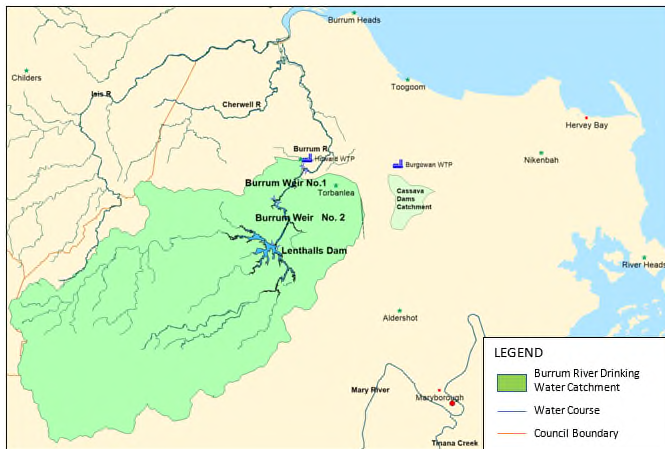 Burrum Heads
Childers
Toogoom
Isis R
Cherwell R
Hervey Bay
Burrum R
Howard WTP
Burgowan WTP
Nikenbah
Burrum Weir No.1
Torbanlea
Cassava
Dams
Catchment
Burrum Weir No. 2
Lenthalls Dam
River Heads
Aldershot
LEGEND
Burrum River Drinking
Water Catchment
Water Course
Council Boundary
Mary River
Maryborough
Tinana Creek